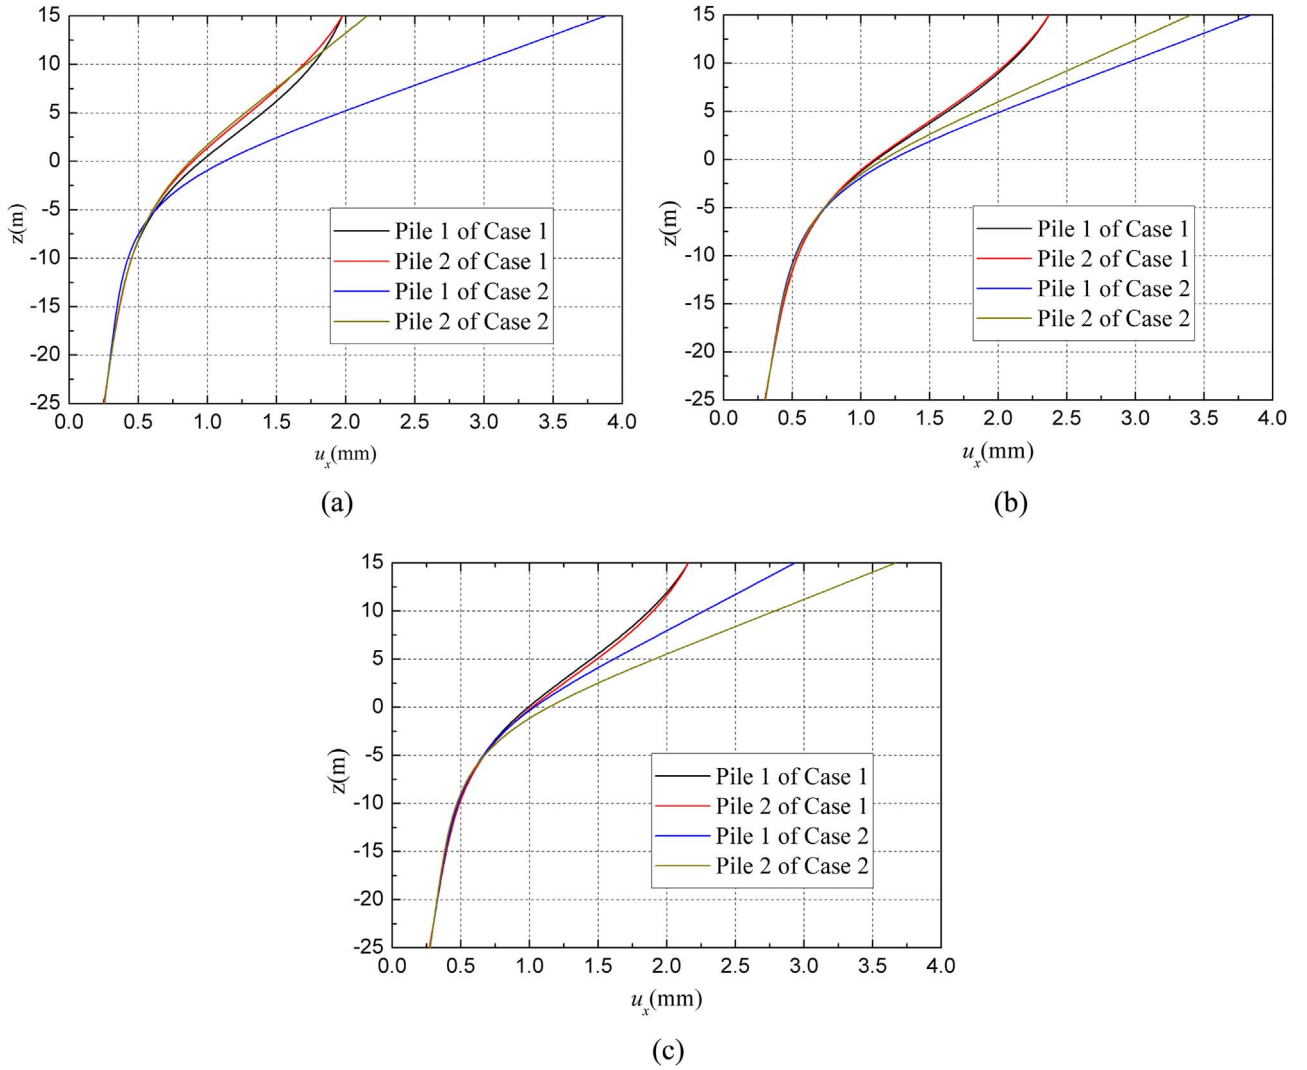 15
10
5
0
-5
-10
-15
-20
-25
z(m)
Pile 1 of Case 1
Pile 2 of Case 1
Pile 1 of Case 2
Pile 2 of Case 2
0.0 0.5 1.0 1.5 2.0 2.5 3.0 3.5 4.0
u_x(mm)
(a)
15
10
5
0
-5
-10
-15
-20
-25
z(m)
Pile 1 of Case 1
Pile 2 of Case 1
Pile 1 of Case 2
Pile 2 of Case 2
0.0 0.5 1.0 1.5 2.0 2.5 3.0 3.5 4.0
u_x(mm)
(b)
15
10
5
0
-5
-10
-15
-20
-25
z(m)
Pile 1 of Case 1
Pile 2 of Case 1
Pile 1 of Case 2
Pile 2 of Case 2
0.0 0.5 1.0 1.5 2.0 2.5 3.0 3.5 4.0
u_x(mm)
(c)